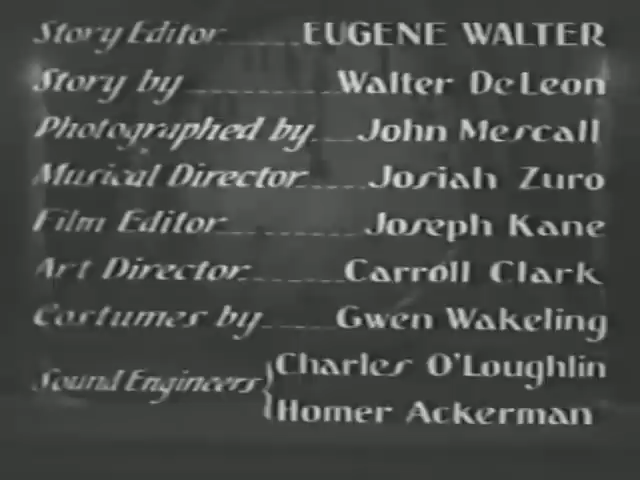 Story Editor EUGENE WALTER
Story by Walter DeLeon
Photographed by John Mescall
Musical Director Josiah Zuro
Film Editor Joseph Kane
Art Director Carroll Clark
Costumes by Gwen Wakeling
Sound Engineers { Charles O'Loughlin
Homer Ackerman